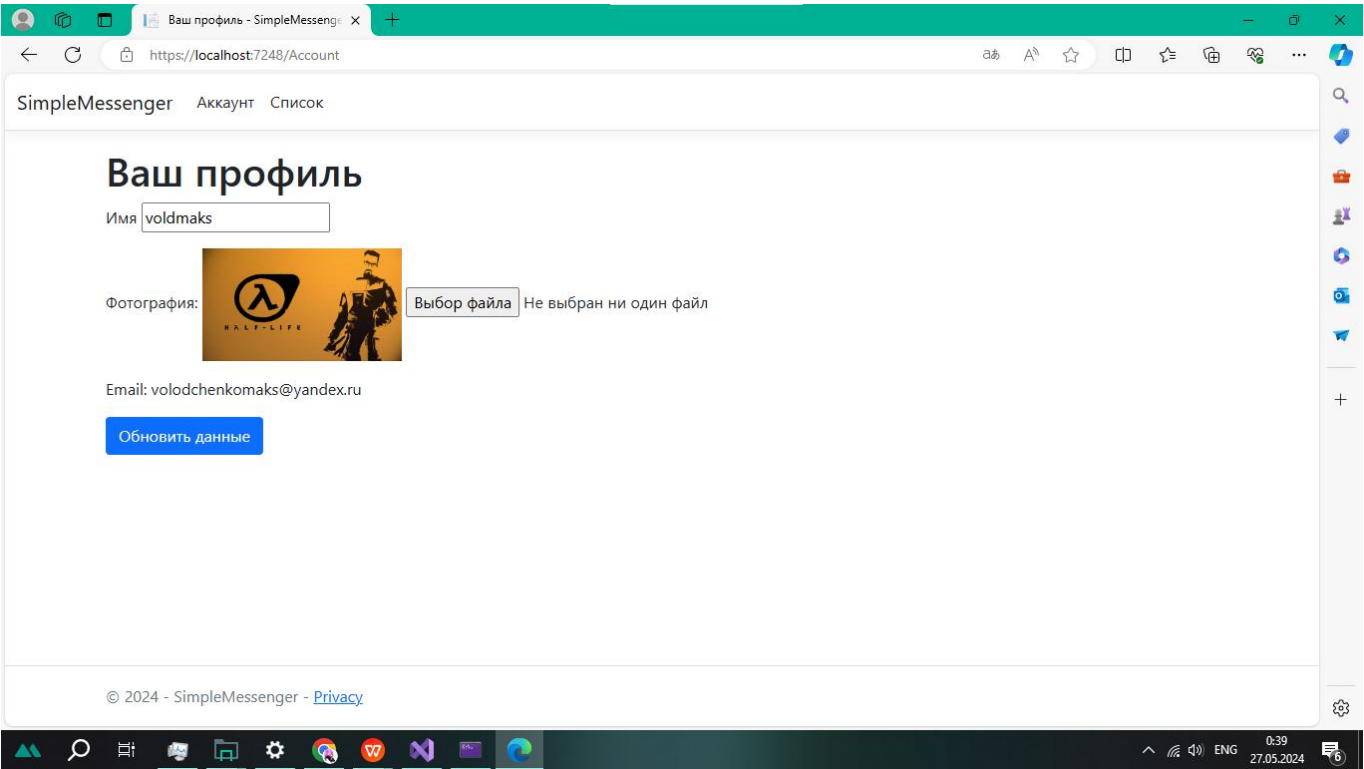 Ваш профиль - SimpleMessenge
https://localhost:7248/Account
SimpleMessenger Аккаунт Список
Ваш профиль
Имя voldmaks
HALF-LIFE
Фотография: Выбор файла Не выбран ни один файл
Email: volodchenkomaks@yandex.ru
Обновить данные
© 2024 - SimpleMessenger - Privacy
ENG 0:39
27.05.2024
6